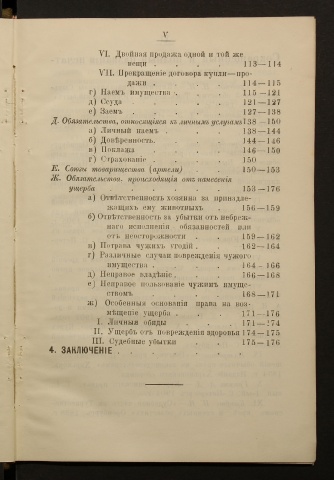 V
VI. Двойная продажа одной и той же
вещи . . . . . 113—114
VII. Прекращеніе договора купли—про-
дажи . . . . . 114—115
г) Наемъ имущества . . . . 115—121
д) Ссуда . . . . . 121—127
е) Заемъ . . . . . 127—138
Д. Обязательства, относящіяся къ личнымъ услугамъ 138—150
а) Личный наемъ . . . . 138—144
б) Довѣренность. . . . . 144—146
в) Поклажа . . . . . 146—150
г) Страхованіе . . . . . 150
Е. Союзы товарищества (артели) . . . 150—153
Ж. Обязательства, происходящія отъ нанесенія
ущерба . . . . . 153—176
а) Отвѣтственность хозяина за принадле-
жащихъ ему животныхъ . . . 156—159
б) Отвѣтственность за убытки отъ небреж-
наго исполненія обязанностей или
отъ неосторожности . . . 159—162
в) Потрава чужихъ угодій . . . 162—164
г) Различные случаи поврежденія чужого
имущества . . . . . 164—166
д) Неправое владѣніе . . . . 166—168
е) Неправое пользованіе чужимъ имуще-
ствомъ . . . . . 168—171
ж) Особенныя основанія права на воз-
мѣщеніе ущерба . . . . 171—176
I. Личныя обиды . . . . 171—174
II. Ущербъ отъ поврежденія здоровья 174—175
III. Судебные убытки . . . 175—176
4. ЗАКЛЮЧЕНІЕ . . . . . .